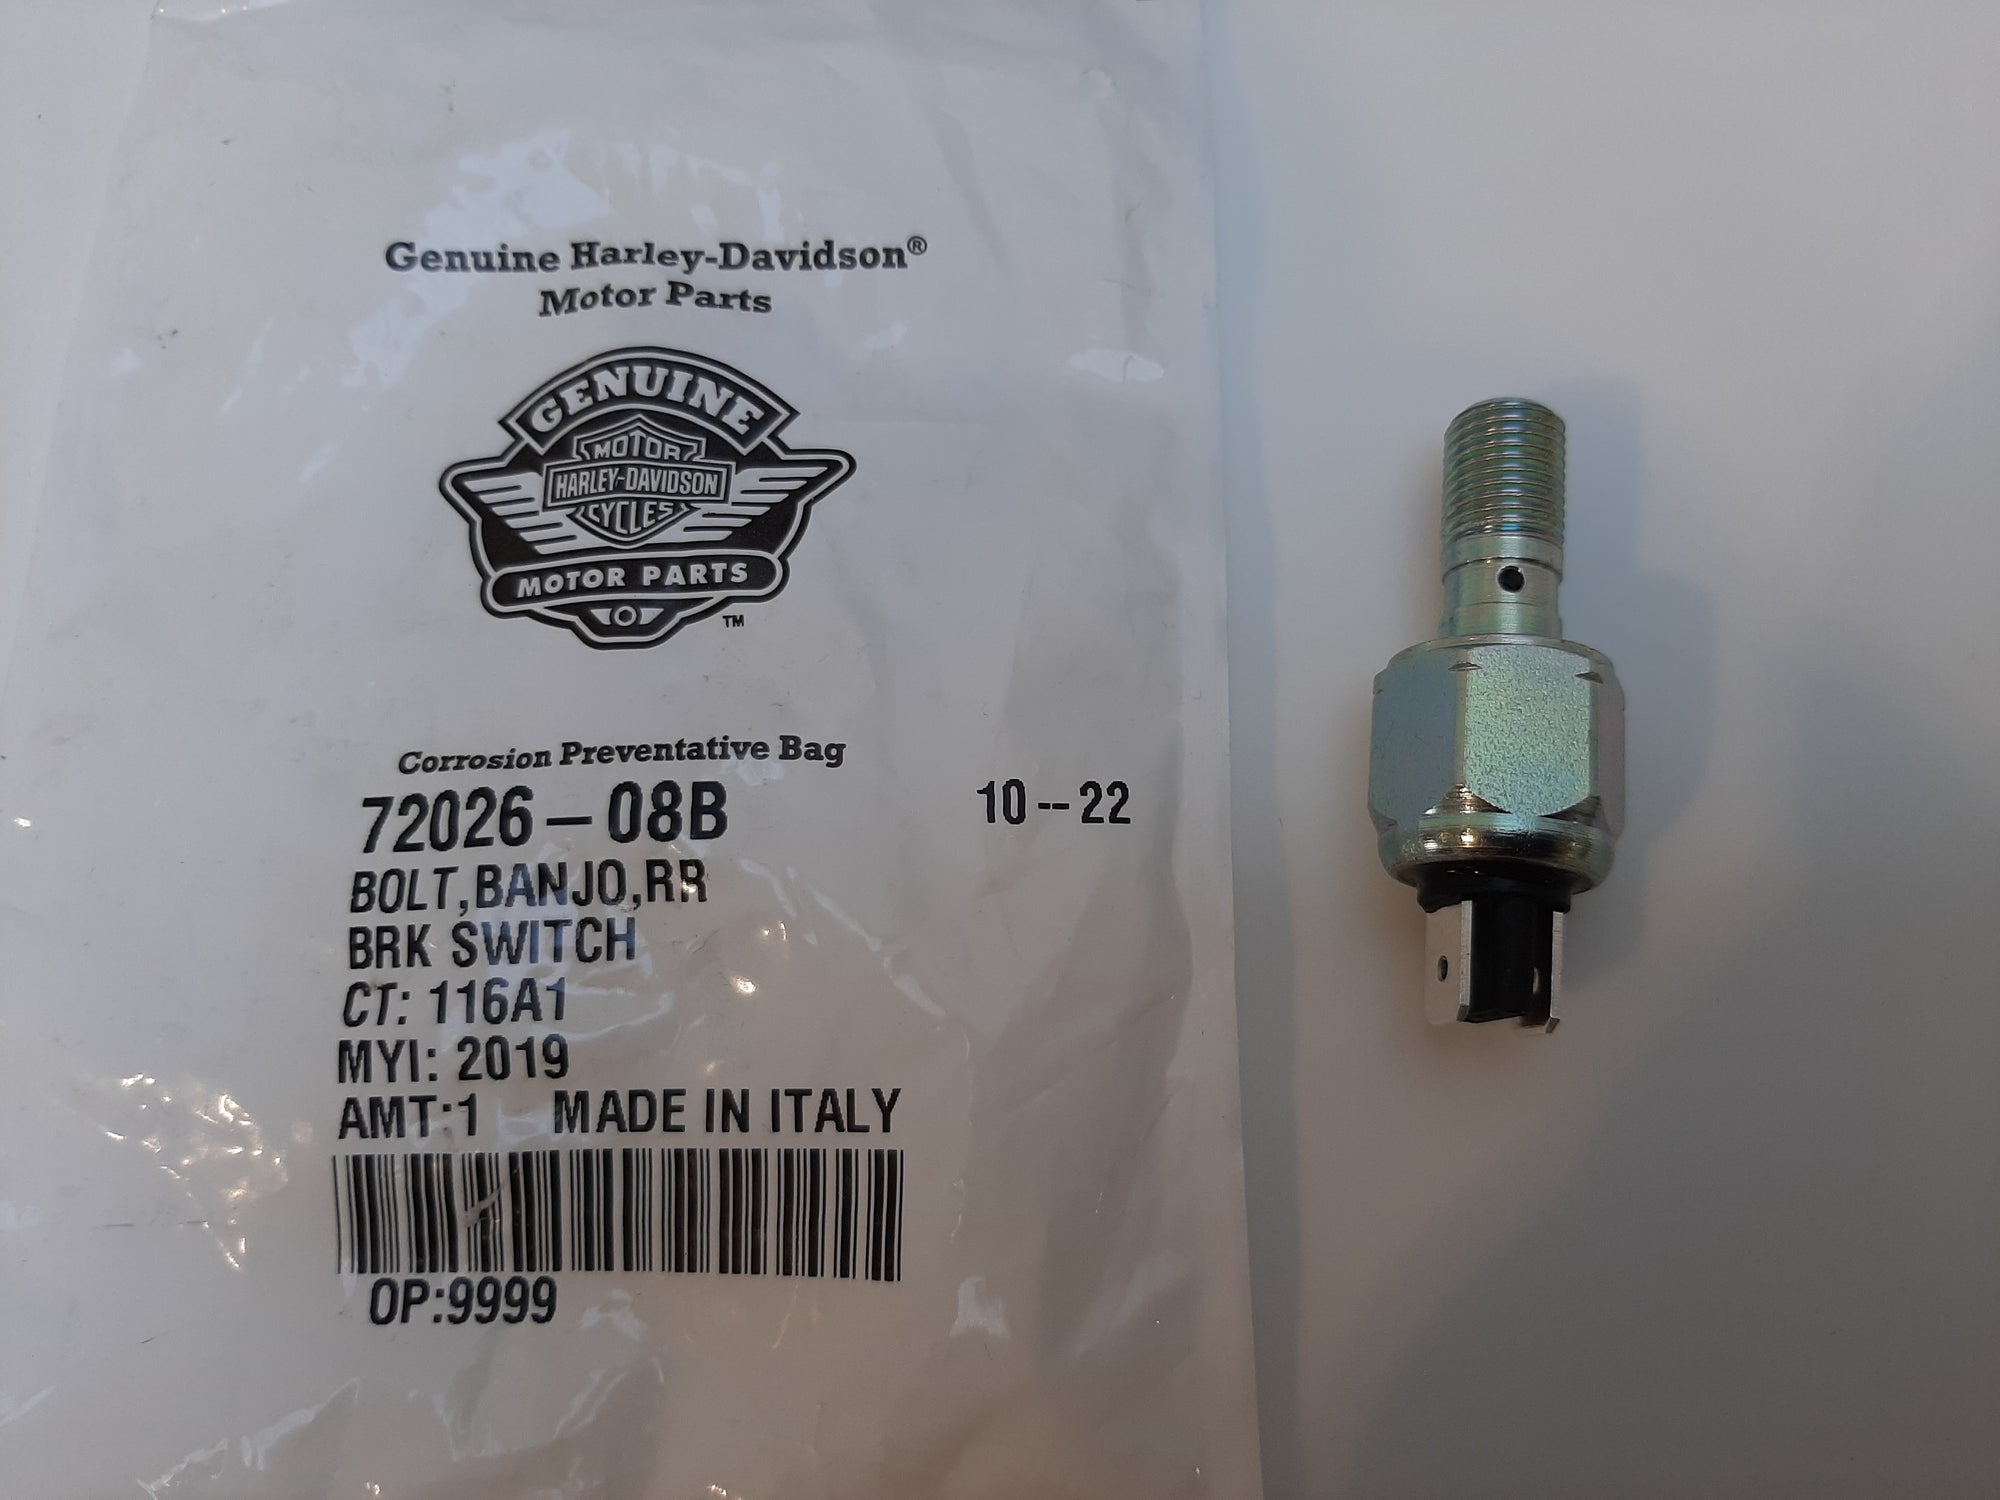 Genuine Harley-Davidson®
Motor Parts
GENUINE
MOTOR
HARLEY-DAVIDSON
CYCLES
MOTOR PARTS
TM
Corrosion Preventative Bag
72026-08B 10--22
BOLT,BANJO,RR
BRK SWITCH
CT: 116A1
MYI: 2019
AMT:1 MADE IN ITALY
OP:9999